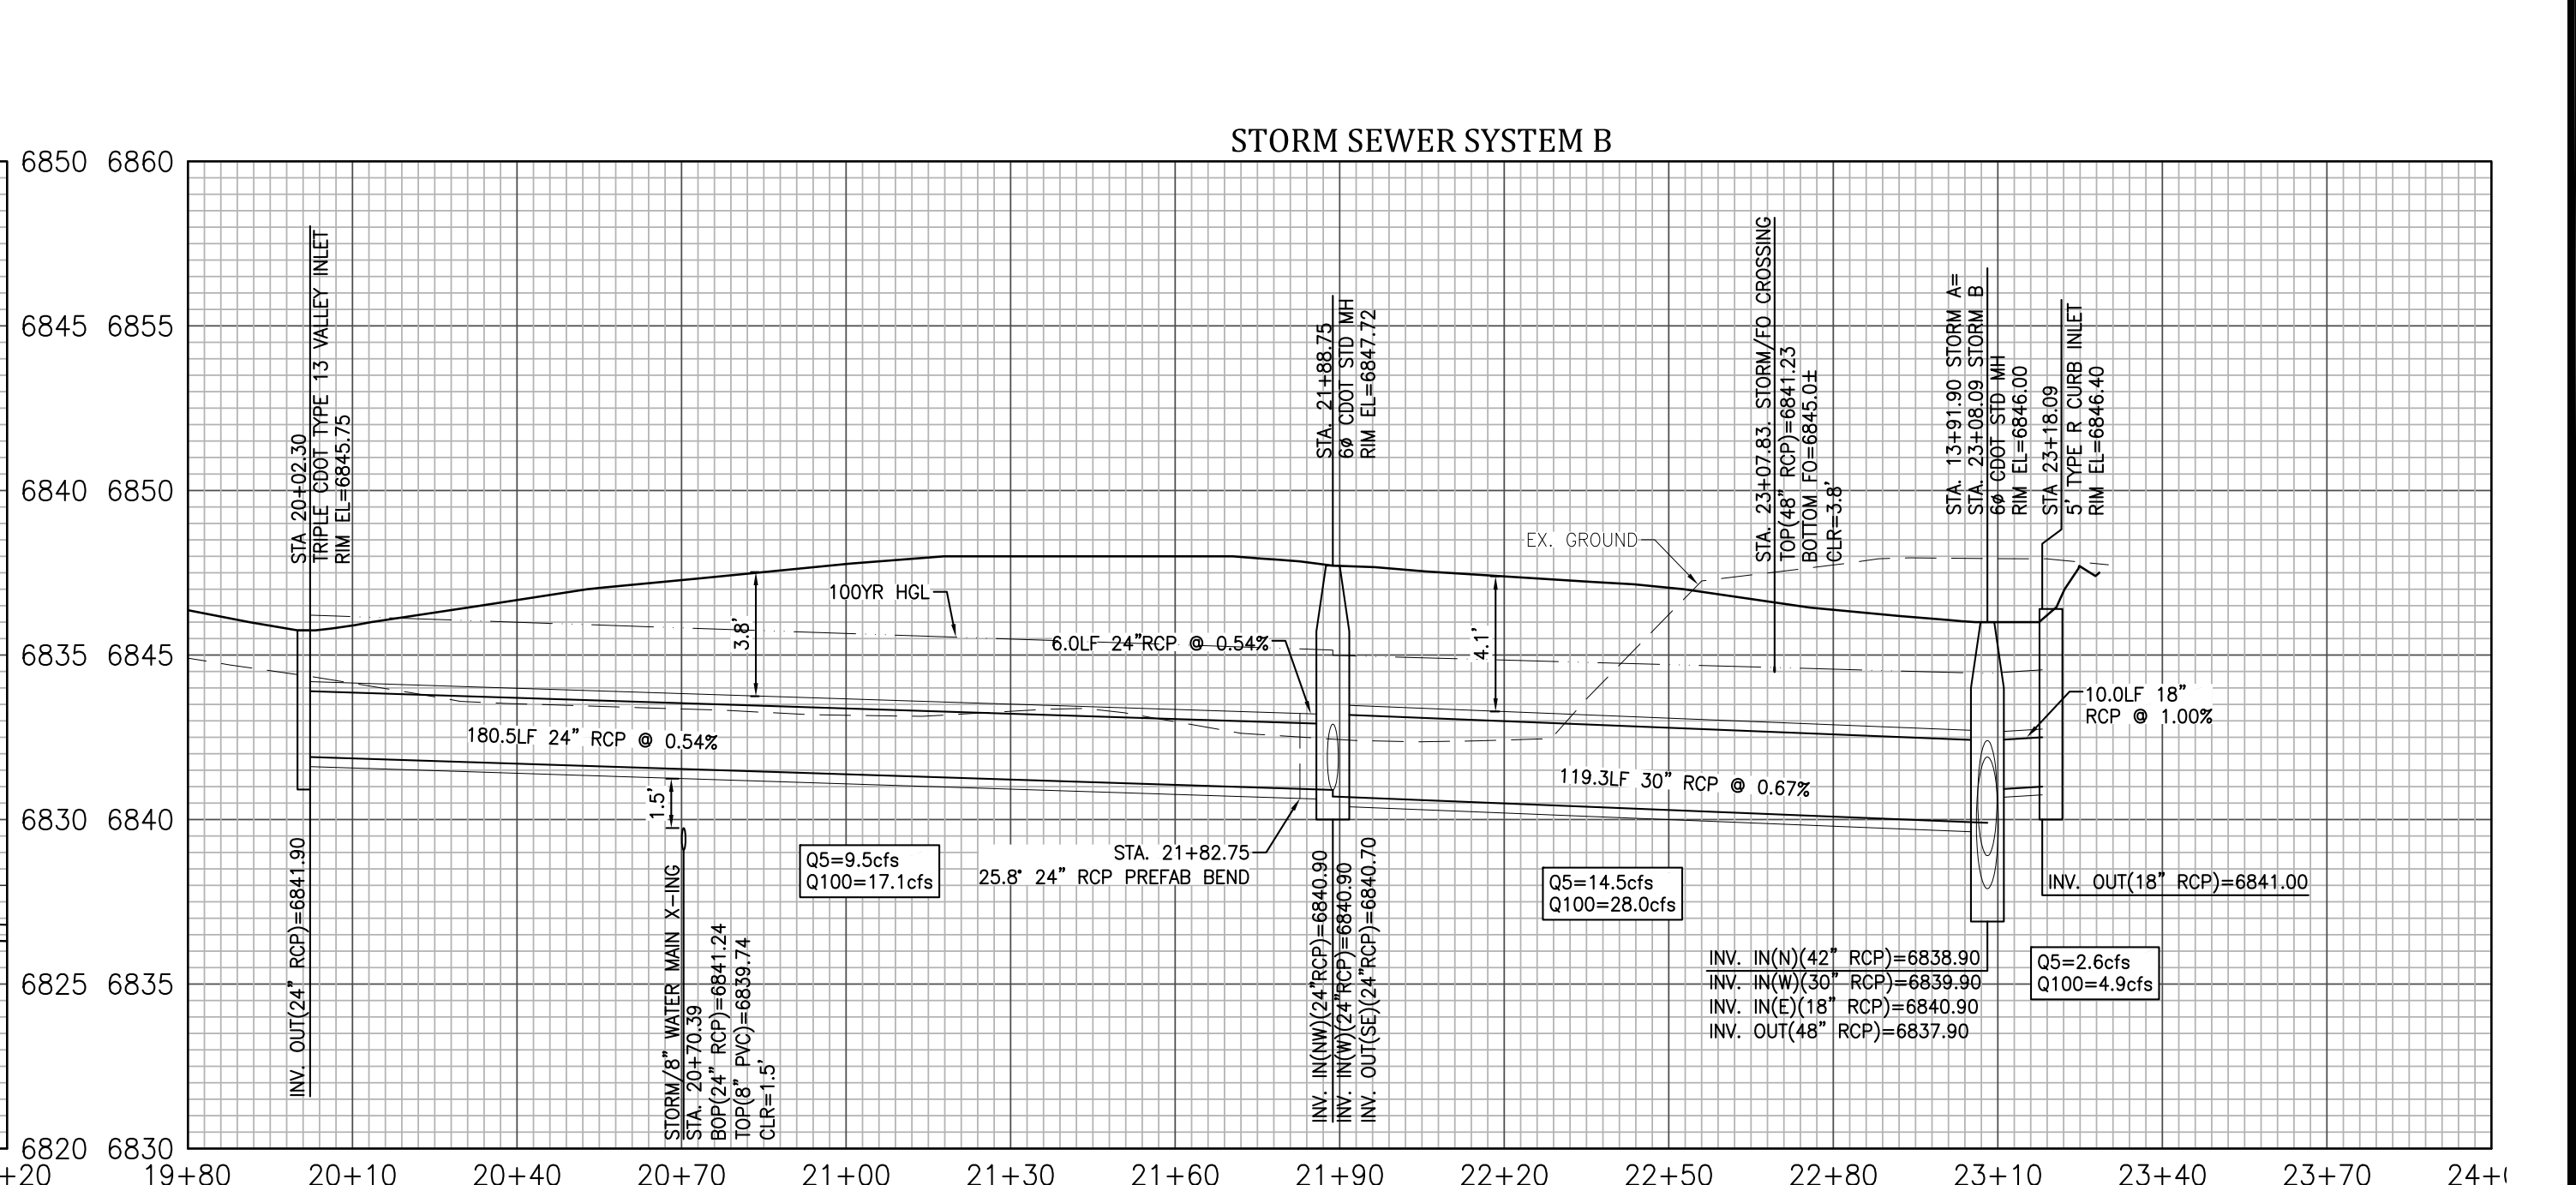 STORM SEWER SYSTEM B
6850 6860
6845 6855
6840 6850
6835 6845
6830 6840
6825 6835
6820 6830
+20 19+80 20+10 20+40 20+70 21+00 21+30 21+60 21+90 22+20 22+50 22+80 23+10 23+40 23+70
STA 20+02.30
TRIPLE CDOT TYPE 13 VALLEY INLET
RIM EL=6845.75
INV. OUT(24" RCP)=6841.90
100YR HGL
3.8'
180.5LF 24" RCP @ 0.54%
1.5'
STORM/8" WATER MAIN X-ING
STA. 20+70.39
BOP(24" RCP)=6841.24
TOP(8" PVC)=6839.74
CLR=1.5'
Q5=9.5cfs
Q100=17.1cfs
6.0LF 24"RCP @ 0.54%
STA. 21+82.75
25.8° 24" RCP PREFAB BEND
STA. 21+88.75
6ø CDOT STD MH
RIM EL=6847.72
INV. IN(NW)(24"RCP)=6840.90
INV. IN(W)(24"RCP)=6840.90
INV. OUT(SE)(24"RCP)=6840.70
4.1'
EX. GROUND
119.3LF 30" RCP @ 0.67%
Q5=14.5cfs
Q100=28.0cfs
STA. 23+07.83. STORM/FO CROSSING
TOP(48" RCP)=6841.23
BOTTOM FO=6845.0±
CLR=3.8'
STA. 13+91.90 STORM A=
STA. 23+08.09 STORM B
6ø CDOT STD MH
RIM EL=6846.00
STA 23+18.09
5' TYPE R CURB INLET
RIM EL=6846.40
10.0LF 18"
RCP @ 1.00%
INV. OUT(18" RCP)=6841.00
INV. IN(N)(42" RCP)=6838.90
INV. IN(W)(30" RCP)=6839.90
INV. IN(E)(18" RCP)=6840.90
INV. OUT(48" RCP)=6837.90
Q5=2.6cfs
Q100=4.9cfs